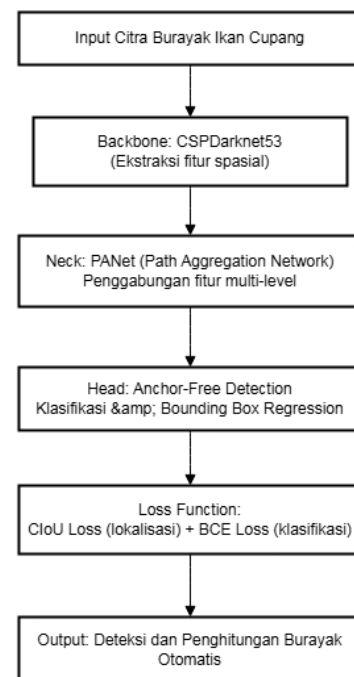 Input Citra Burayak Ikan Cupang
Backbone: CSPDarknet53
(Ekstraksi fitur spasial)
Neck: PANet (Path Aggregation Network)
Penggabungan fitur multi-level
Head: Anchor-Free Detection
Klasifikasi &amp; Bounding Box Regression
Loss Function:
CIoU Loss (lokalisasi) + BCE Loss (klasifikasi)
Output: Deteksi dan Penghitungan Burayak
Otomatis